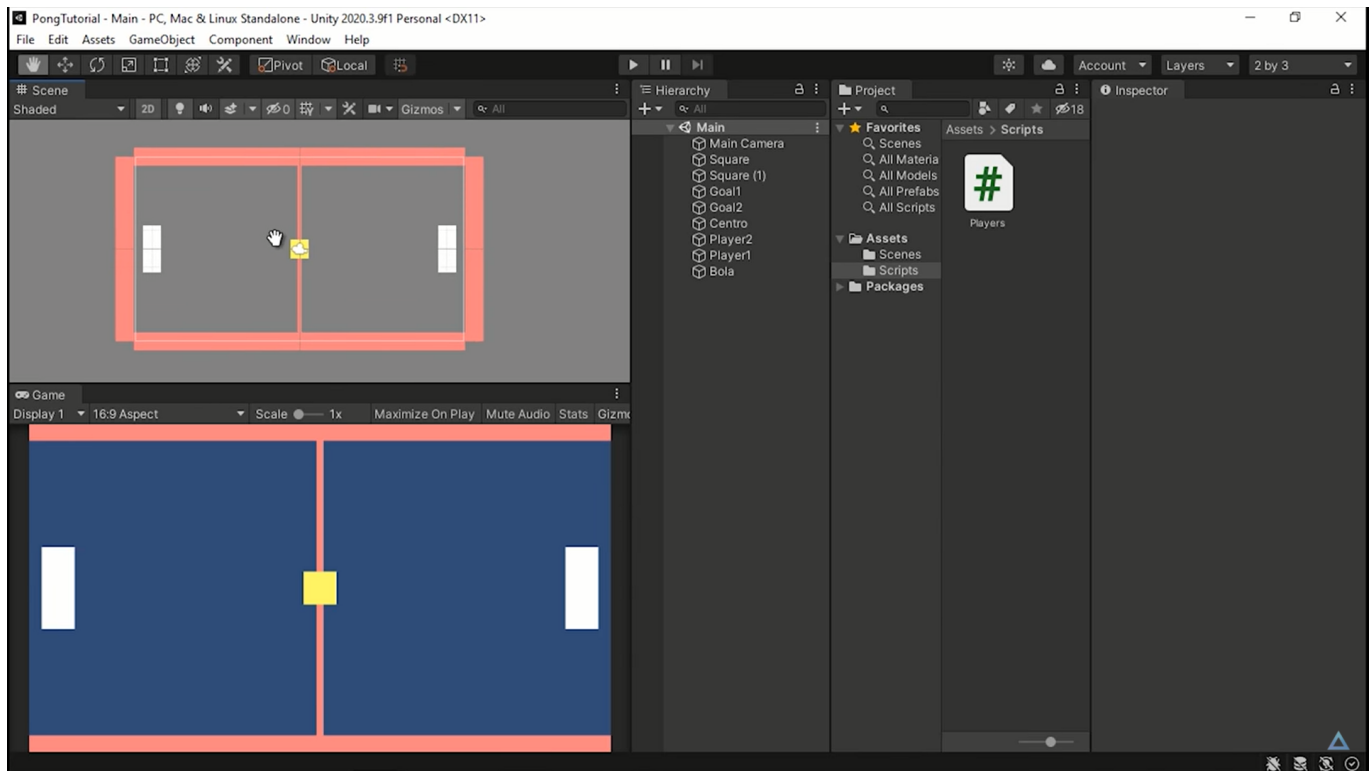 PongTutorial - Main - PC, Mac & Linux Standalone - Unity 2020.3.9f1 Personal <DX11>
File Edit Assets GameObject Component Window Help
Pivot Local Account Layers 2 by 3
Scene
Shaded 2D 0 Gizmos All
Game
Display 1 16:9 Aspect Scale 1x Maximize On Play Mute Audio Stats Gizmo
Hierarchy
All
Main
Main Camera
Square
Square (1)
Goal1
Goal2
Centro
Player2
Player1
Bola
Project
18
Favorites
Scenes
All Materia
All Models
All Prefabs
All Scripts
Assets
Scenes
Scripts
Packages
Assets > Scripts
#
Players
Inspector